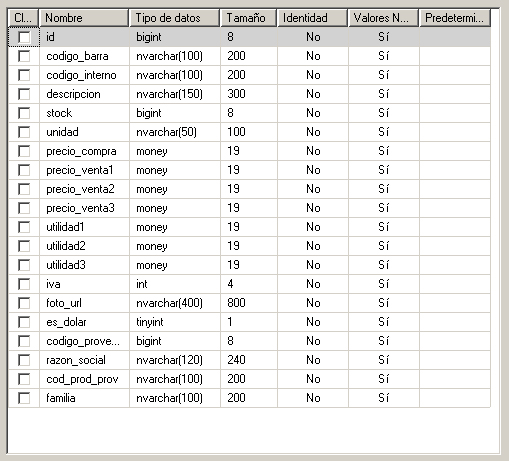 Cl... Nombre Tipo de datos Tamaño Identidad Valores N... Predetermi...
id bigint 8 No Sí
codigo_barra nvarchar(100) 200 No Sí
codigo_interno nvarchar(100) 200 No Sí
descripcion nvarchar(150) 300 No Sí
stock bigint 8 No Sí
unidad nvarchar(50) 100 No Sí
precio_compra money 19 No Sí
precio_venta1 money 19 No Sí
precio_venta2 money 19 No Sí
precio_venta3 money 19 No Sí
utilidad1 money 19 No Sí
utilidad2 money 19 No Sí
utilidad3 money 19 No Sí
iva int 4 No Sí
foto_url nvarchar(400) 800 No Sí
es_dolar tinyint 1 No Sí
codigo_prove... bigint 8 No Sí
razon_social nvarchar(120) 240 No Sí
cod_prod_prov nvarchar(100) 200 No Sí
familia nvarchar(100) 200 No Sí